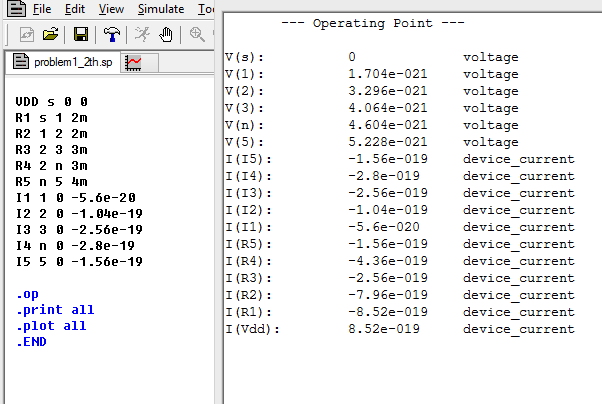 File Edit View Simulate To
problem1_2th.sp
VDD s 0 0
R1 s 1 2m
R2 1 2 2m
R3 2 3 3m
R4 2 n 3m
R5 n 5 4m
I1 1 0 -5.6e-20
I2 2 0 -1.04e-19
I3 3 0 -2.56e-19
I4 n 0 -2.8e-19
I5 5 0 -1.56e-19
.op
.print all
.plot all
.END
--- Operating Point ---
V(s): 0 voltage
V(1): 1.704e-021 voltage
V(2): 3.296e-021 voltage
V(3): 4.064e-021 voltage
V(n): 4.604e-021 voltage
V(5): 5.228e-021 voltage
I(I5): -1.56e-019 device_current
I(I4): -2.8e-019 device_current
I(I3): -2.56e-019 device_current
I(I2): -1.04e-019 device_current
I(I1): -5.6e-020 device_current
I(R5): -1.56e-019 device_current
I(R4): -4.36e-019 device_current
I(R3): -2.56e-019 device_current
I(R2): -7.96e-019 device_current
I(R1): -8.52e-019 device_current
I(Vdd): 8.52e-019 device_current